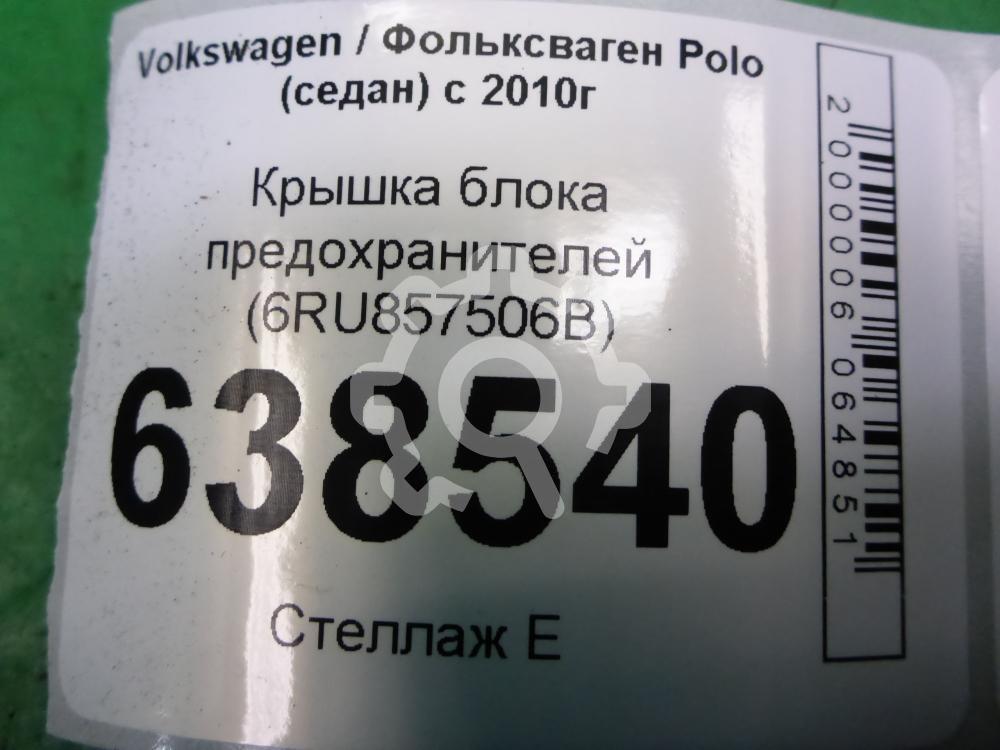 Volkswagen / Фольксваген Polo
(седан) с 2010г
Крышка блока
предохранителей
(6RU857506B)
638540
Стеллаж Е
2000006064851